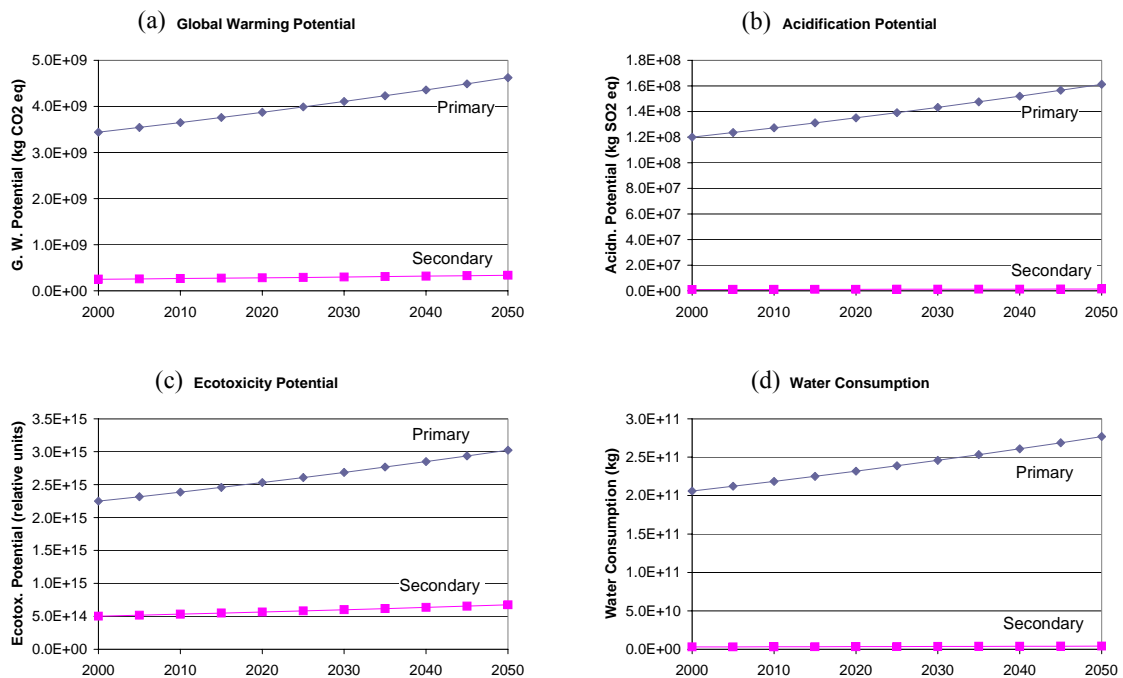 (a) Global Warming Potential
G. W. Potential (kg CO2 eq)
5.0E+09
4.0E+09
3.0E+09
2.0E+09
1.0E+09
0.0E+00
Primary
Secondary
2000 2010 2020 2030 2040 2050
(b) Acidification Potential
Acidn. Potential (kg SO2 eq)
1.8E+08
1.6E+08
1.4E+08
1.2E+08
1.0E+08
8.0E+07
6.0E+07
4.0E+07
2.0E+07
0.0E+00
Primary
Secondary
2000 2010 2020 2030 2040 2050
(c) Ecotoxicity Potential
Ecotox. Potential (relative units)
3.5E+15
3.0E+15
2.5E+15
2.0E+15
1.5E+15
1.0E+15
5.0E+14
0.0E+00
Primary
Secondary
2000 2010 2020 2030 2040 2050
(d) Water Consumption
Water Consumption (kg)
3.0E+11
2.5E+11
2.0E+11
1.5E+11
1.0E+11
5.0E+10
0.0E+00
Primary
Secondary
2000 2010 2020 2030 2040 2050